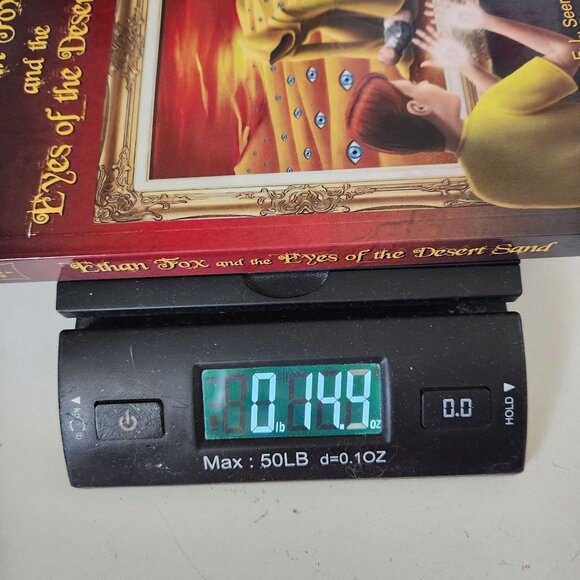 and the
Eyes of the Desert
Ethan Fox and the Eyes of the Desert Sand
0 lb 14.4 oz
0.0
HOLD
Max : 50LB d=0.1OZ